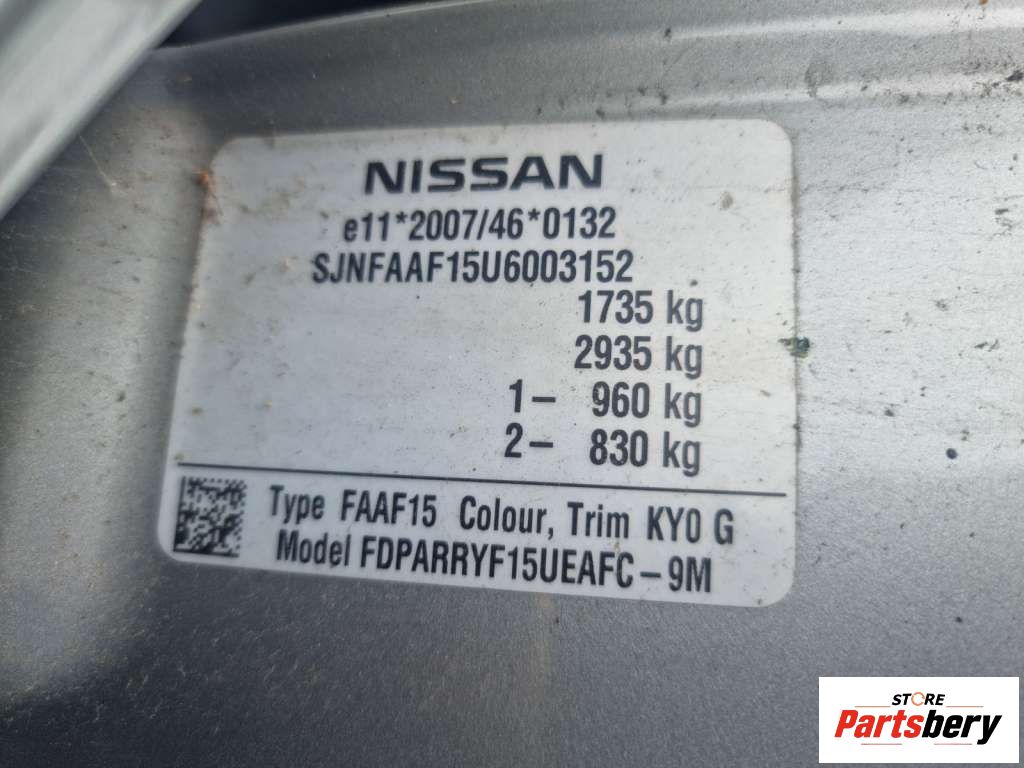 NISSAN
e11*2007/46*0132
SJNFAAF15U6003152
1735 kg
2935 kg
1– 960 kg
2– 830 kg
Type FAAF15 Colour, Trim KY0 G
Model FDPARRYF15UEAFC – 9M
STORE
Partsbery